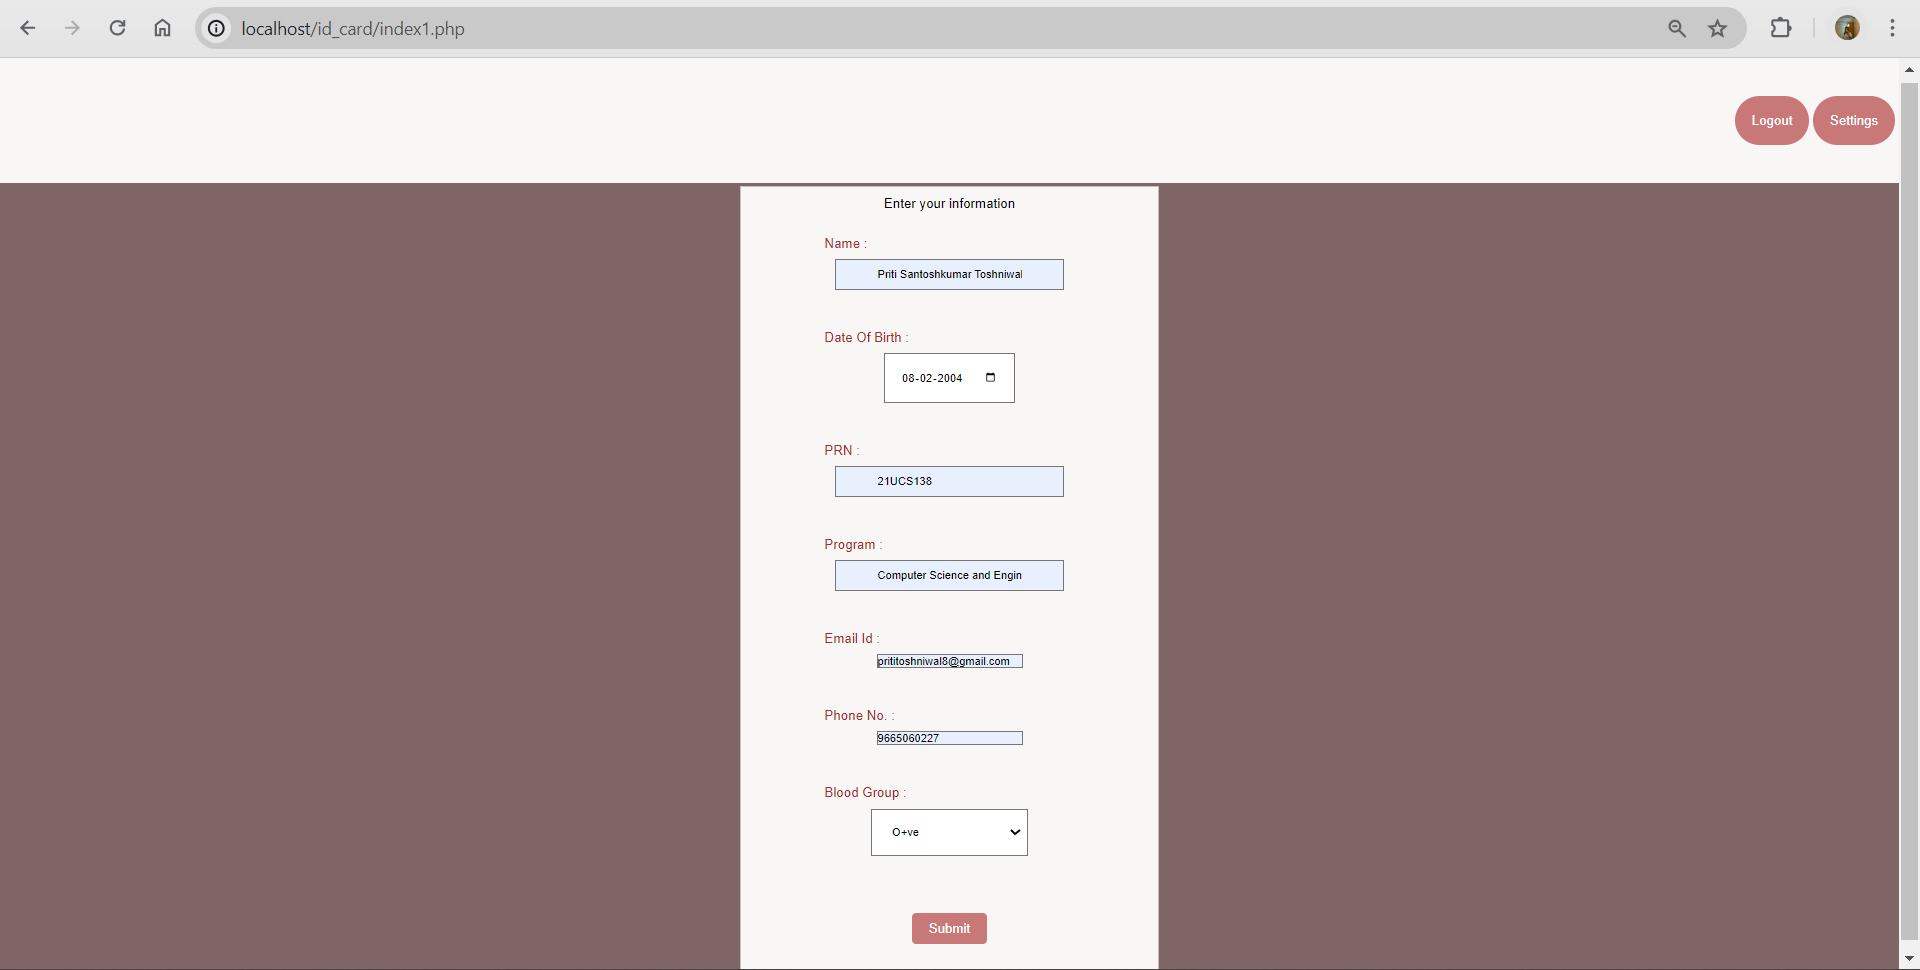 localhost/id_card/index1.php
Logout Settings
Enter your information
Name :
Priti Santoshkumar Toshniwal
Date Of Birth :
08-02-2004
PRN :
21UCS138
Program :
Computer Science and Engin
Email Id :
prititoshniwal8@gmail.com
Phone No. :
9665060227
Blood Group :
O+ve
Submit